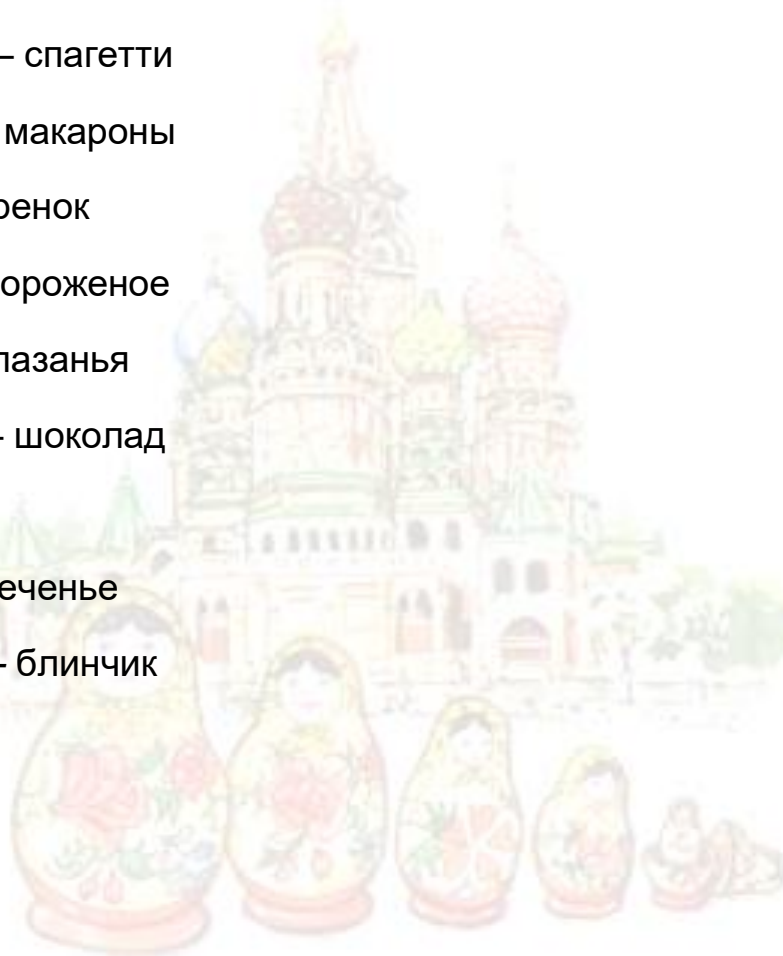 – спагетти
макароны
ренок
ороженое
лазанья
- шоколад
еченье
- блинчик